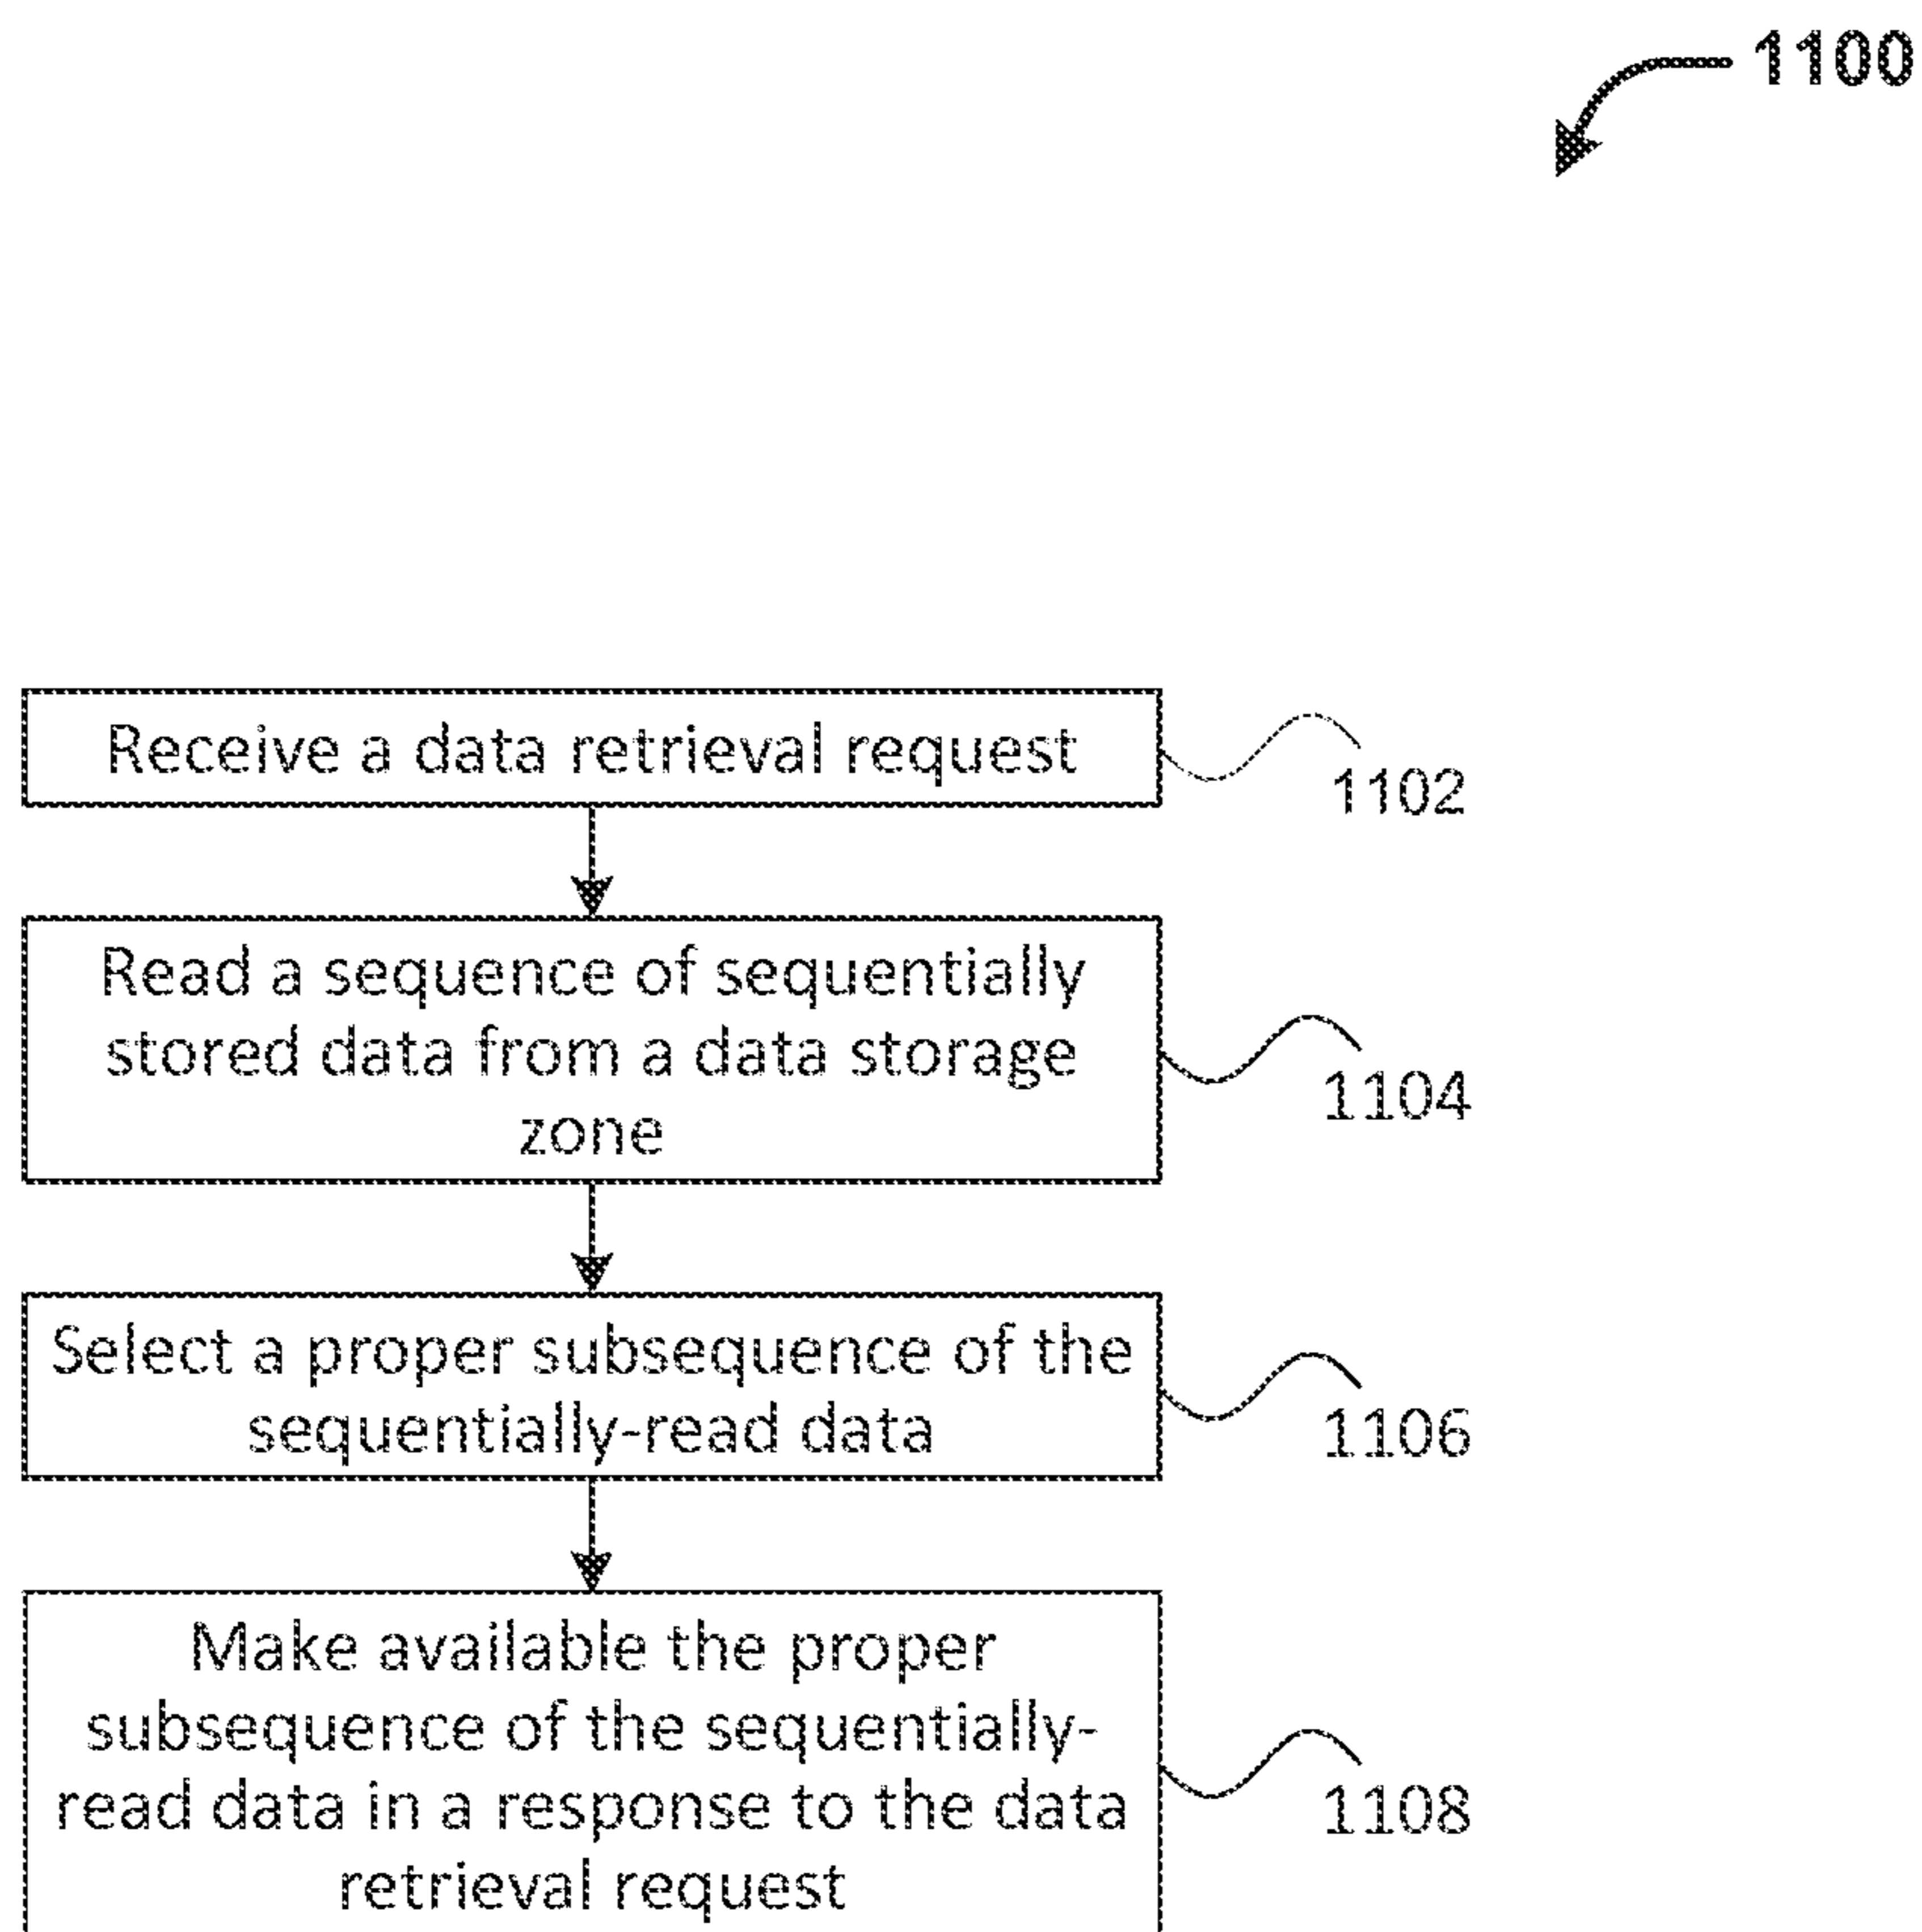 1100
Receive a data retrieval request
1102
Read a sequence of sequentially
stored data from a data storage
zone
1104
Select a proper subsequence of the
sequentially-read data
1106
Make available the proper
subsequence of the sequentially-
read data in a response to the data
retrieval request
1108